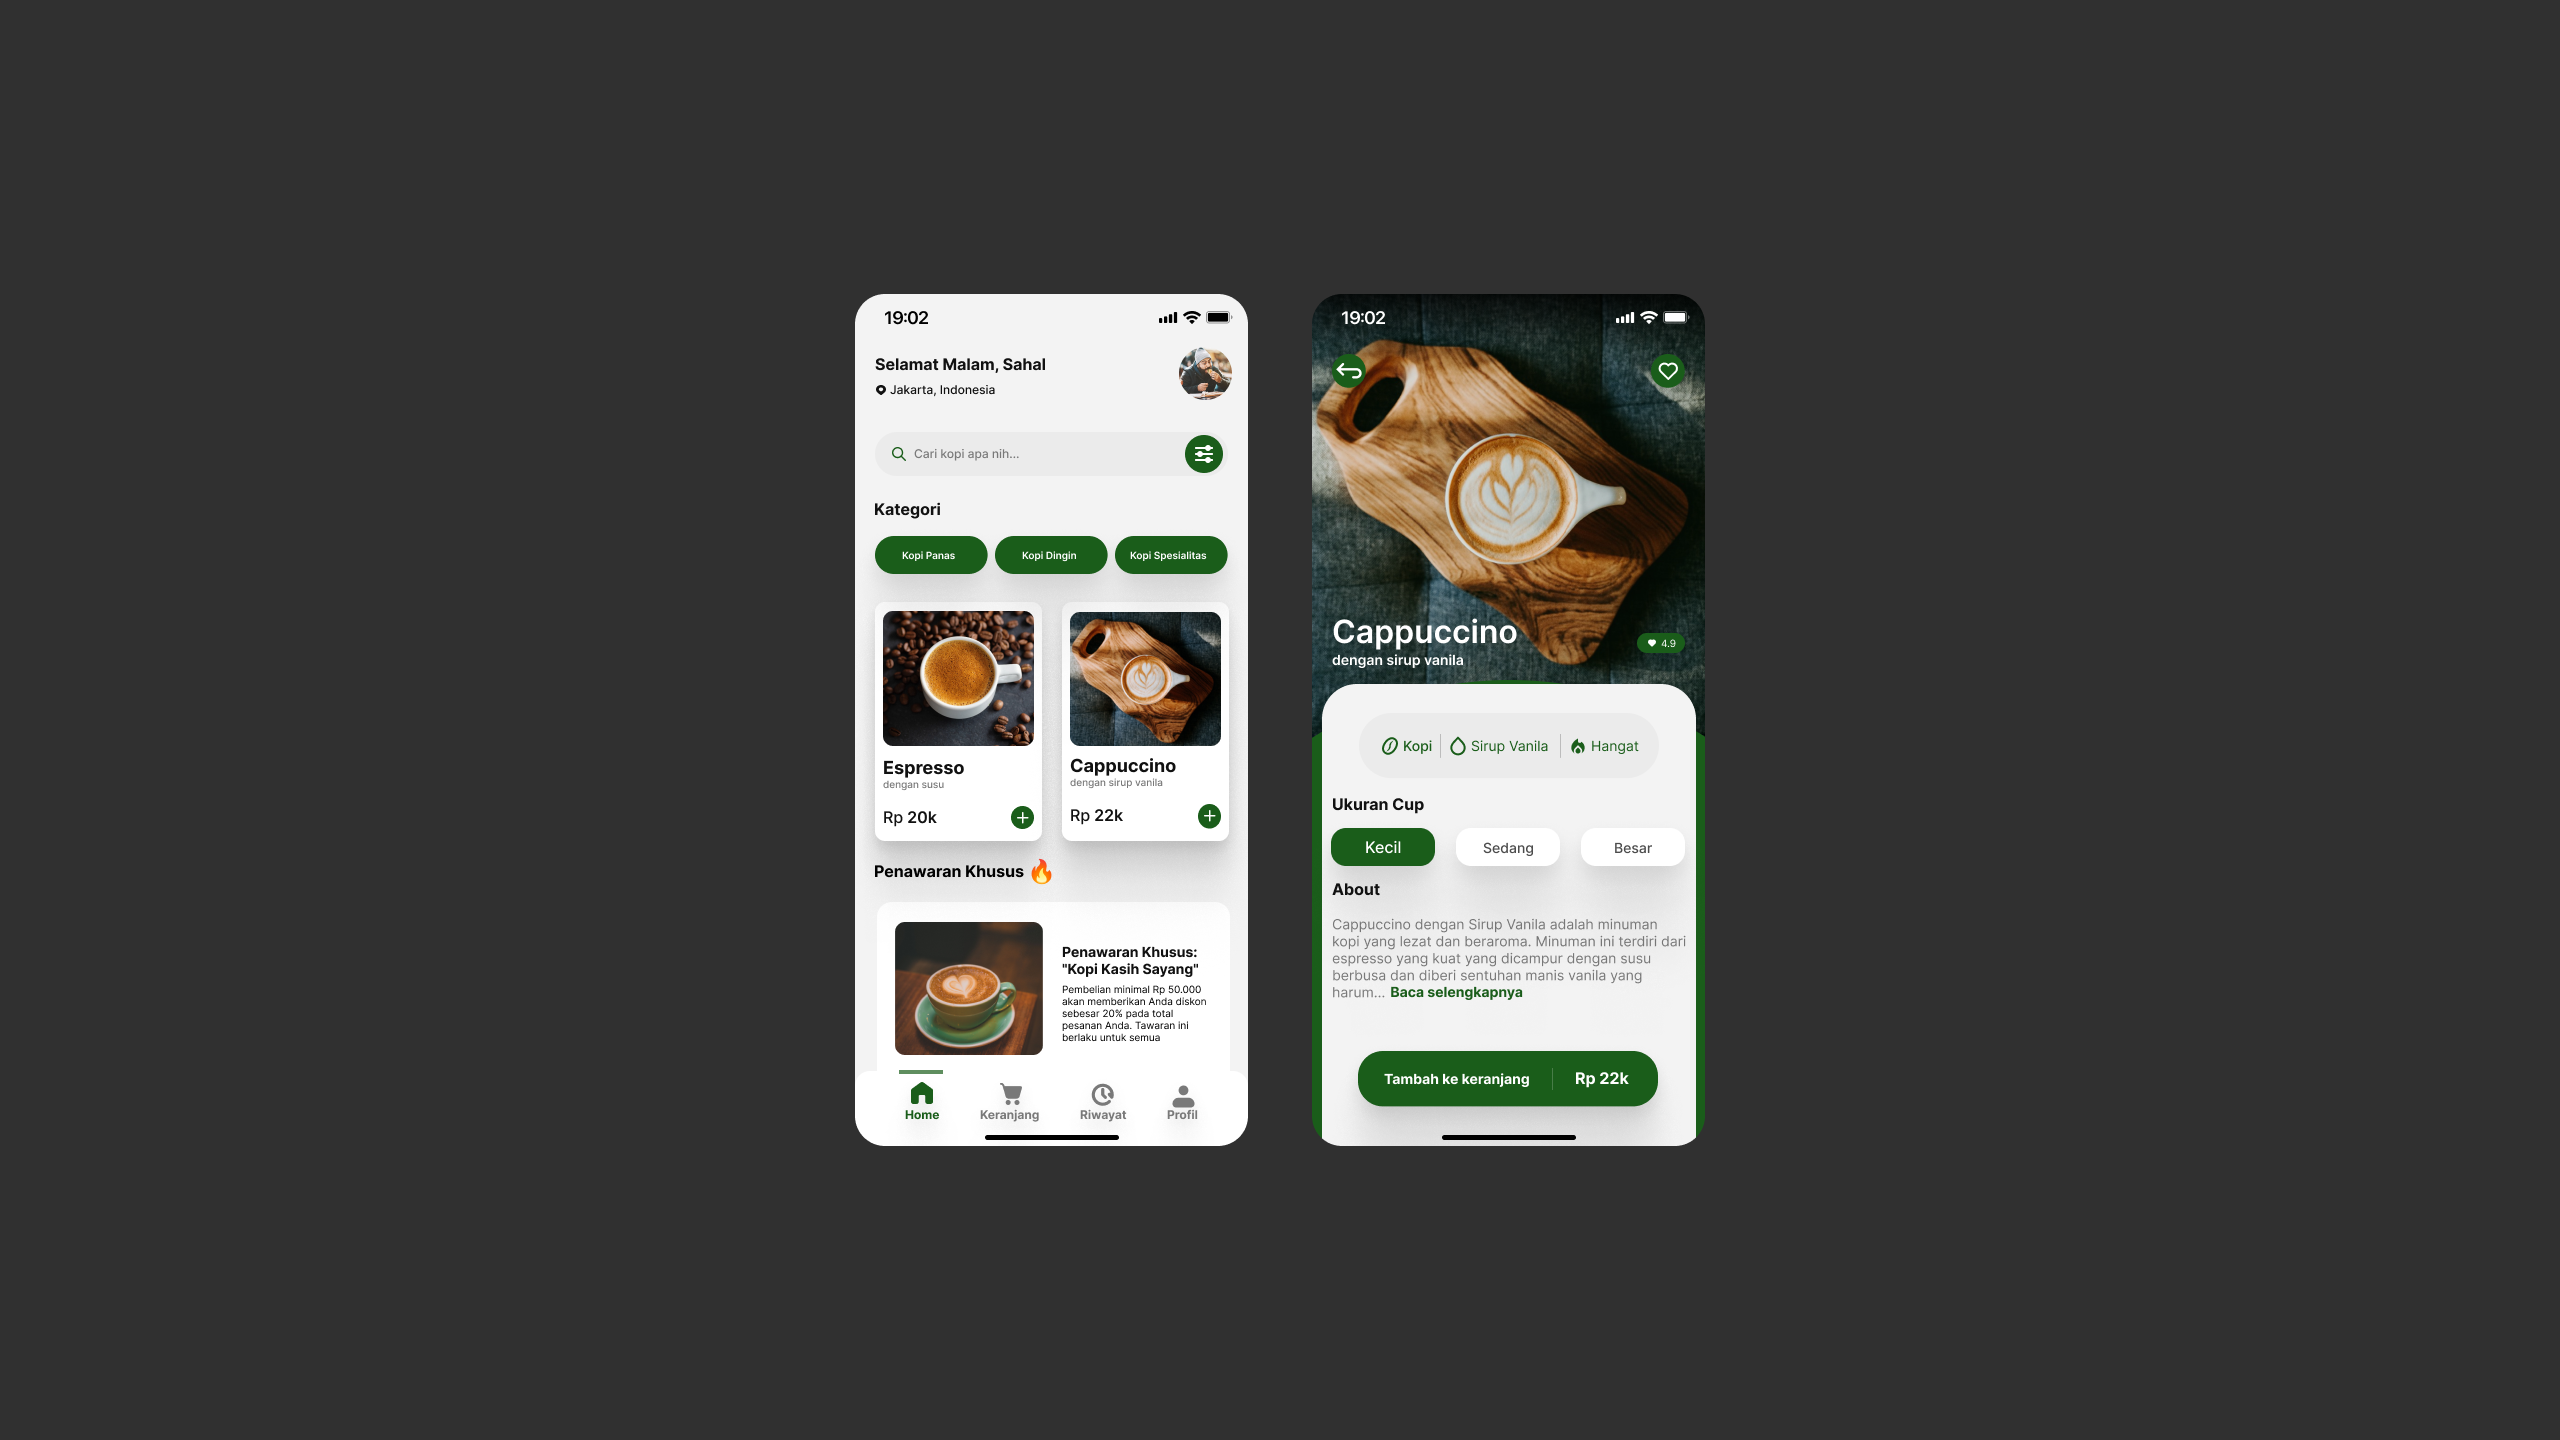 19:02
Selamat Malam, Sahal
Jakarta, Indonesia
Cari kopi apa nih...
Kategori
Kopi Panas
Kopi Dingin
Kopi Spesialitas
Espresso
dengan susu
Rp 20k
Cappuccino
dengan sirup vanila
Rp 22k
Penawaran Khusus 🔥
Penawaran Khusus:
"Kopi Kasih Sayang"
Pembelian minimal Rp 50.000
akan memberikan Anda diskon
sebesar 20% pada total
pesanan Anda. Tawaran ini
berlaku untuk semua
Home
Keranjang
Riwayat
Profil
19:02
Cappuccino
dengan sirup vanila
4.9
Kopi
Sirup Vanila
Hangat
Ukuran Cup
Kecil
Sedang
Besar
About
Cappuccino dengan Sirup Vanila adalah minuman
kopi yang lezat dan beraroma. Minuman ini terdiri dari
espresso yang kuat yang dicampur dengan susu
berbusa dan diberi sentuhan manis vanila yang
harum... Baca selengkapnya
Tambah ke keranjang
Rp 22k